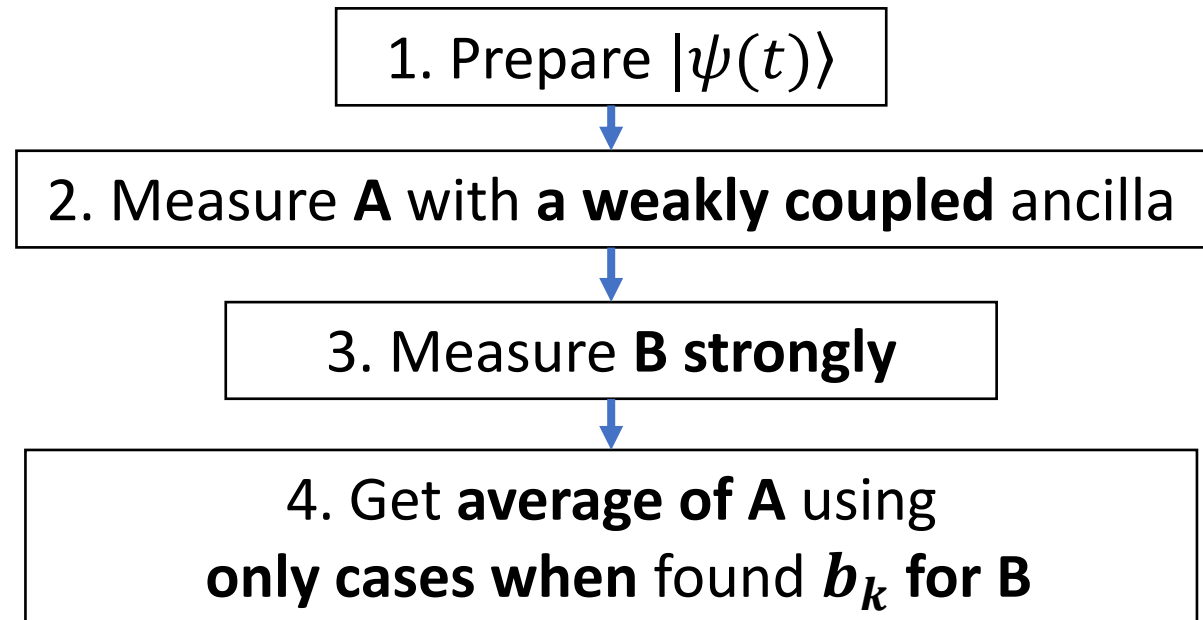 1. Prepare |ψ(t)⟩
2. Measure A with a weakly coupled ancilla
3. Measure B strongly
4. Get average of A using
only cases when found bₖ for B